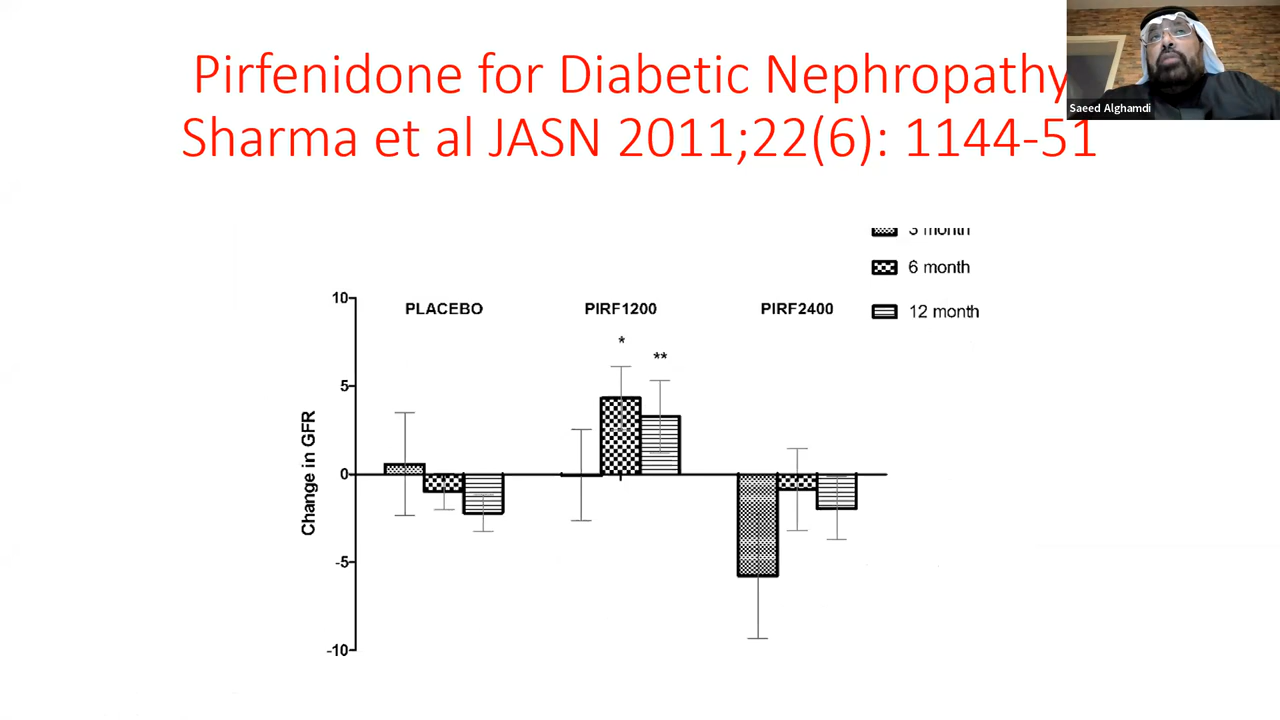 Pirfenidone for Diabetic Nephropathy
Sharma et al JASN 2011;22(6): 1144-51
Saeed Alghamdi
3 month
6 month
12 month
PLACEBO
PIRF1200
PIRF2400
*
**
Change in GFR
10
5
0
-5
-10